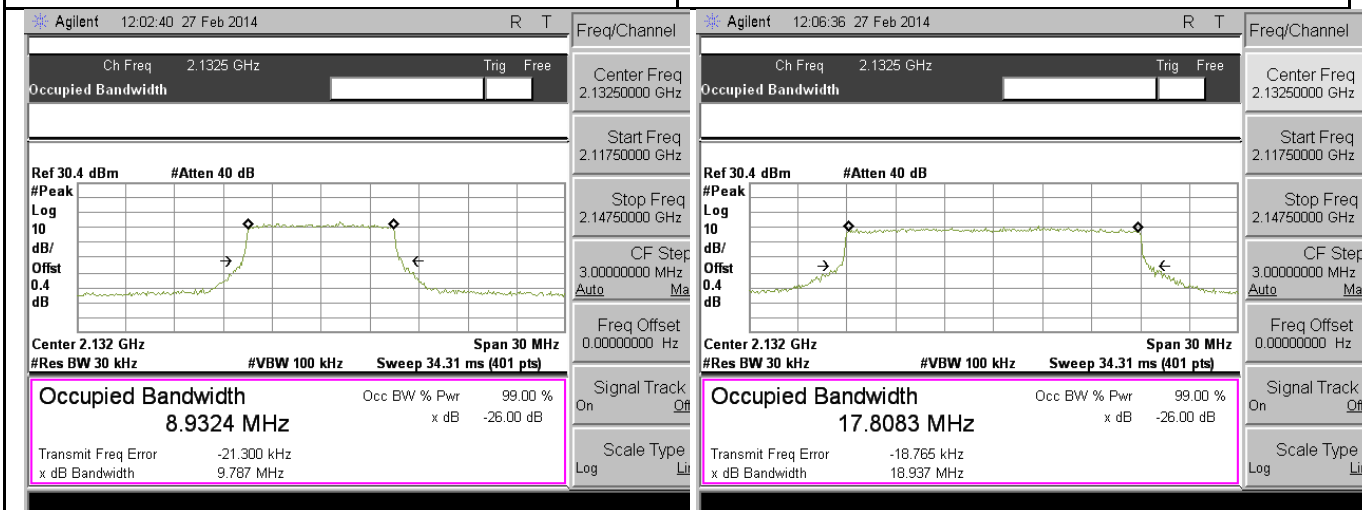 Agilent 12:02:40 27 Feb 2014 R T
Freq/Channel
Ch Freq 2.1325 GHz Trig Free
Occupied Bandwidth
Center Freq
2.13250000 GHz
Start Freq
2.11750000 GHz
Ref 30.4 dBm #Atten 40 dB
#Peak
Log
10
dB/
Offst
0.4
dB
Stop Freq
2.14750000 GHz
CF Step
3.00000000 MHz
Auto Ma
Freq Offset
0.00000000 Hz
Center 2.132 GHz Span 30 MHz
#Res BW 30 kHz #VBW 100 kHz Sweep 34.31 ms (401 pts)
Occupied Bandwidth Occ BW % Pwr 99.00 %
8.9324 MHz x dB -26.00 dB
Transmit Freq Error -21.300 kHz
x dB Bandwidth 9.787 MHz
Signal Track
On Off
Scale Type
Log Li
Agilent 12:06:36 27 Feb 2014 R T
Freq/Channel
Ch Freq 2.1325 GHz Trig Free
Occupied Bandwidth
Center Freq
2.13250000 GHz
Start Freq
2.11750000 GHz
Ref 30.4 dBm #Atten 40 dB
#Peak
Log
10
dB/
Offst
0.4
dB
Stop Freq
2.14750000 GHz
CF Step
3.00000000 MHz
Auto Ma
Freq Offset
0.00000000 Hz
Center 2.132 GHz Span 30 MHz
#Res BW 30 kHz #VBW 100 kHz Sweep 34.31 ms (401 pts)
Occupied Bandwidth Occ BW % Pwr 99.00 %
17.8083 MHz x dB -26.00 dB
Transmit Freq Error -18.765 kHz
x dB Bandwidth 18.937 MHz
Signal Track
On Off
Scale Type
Log Li